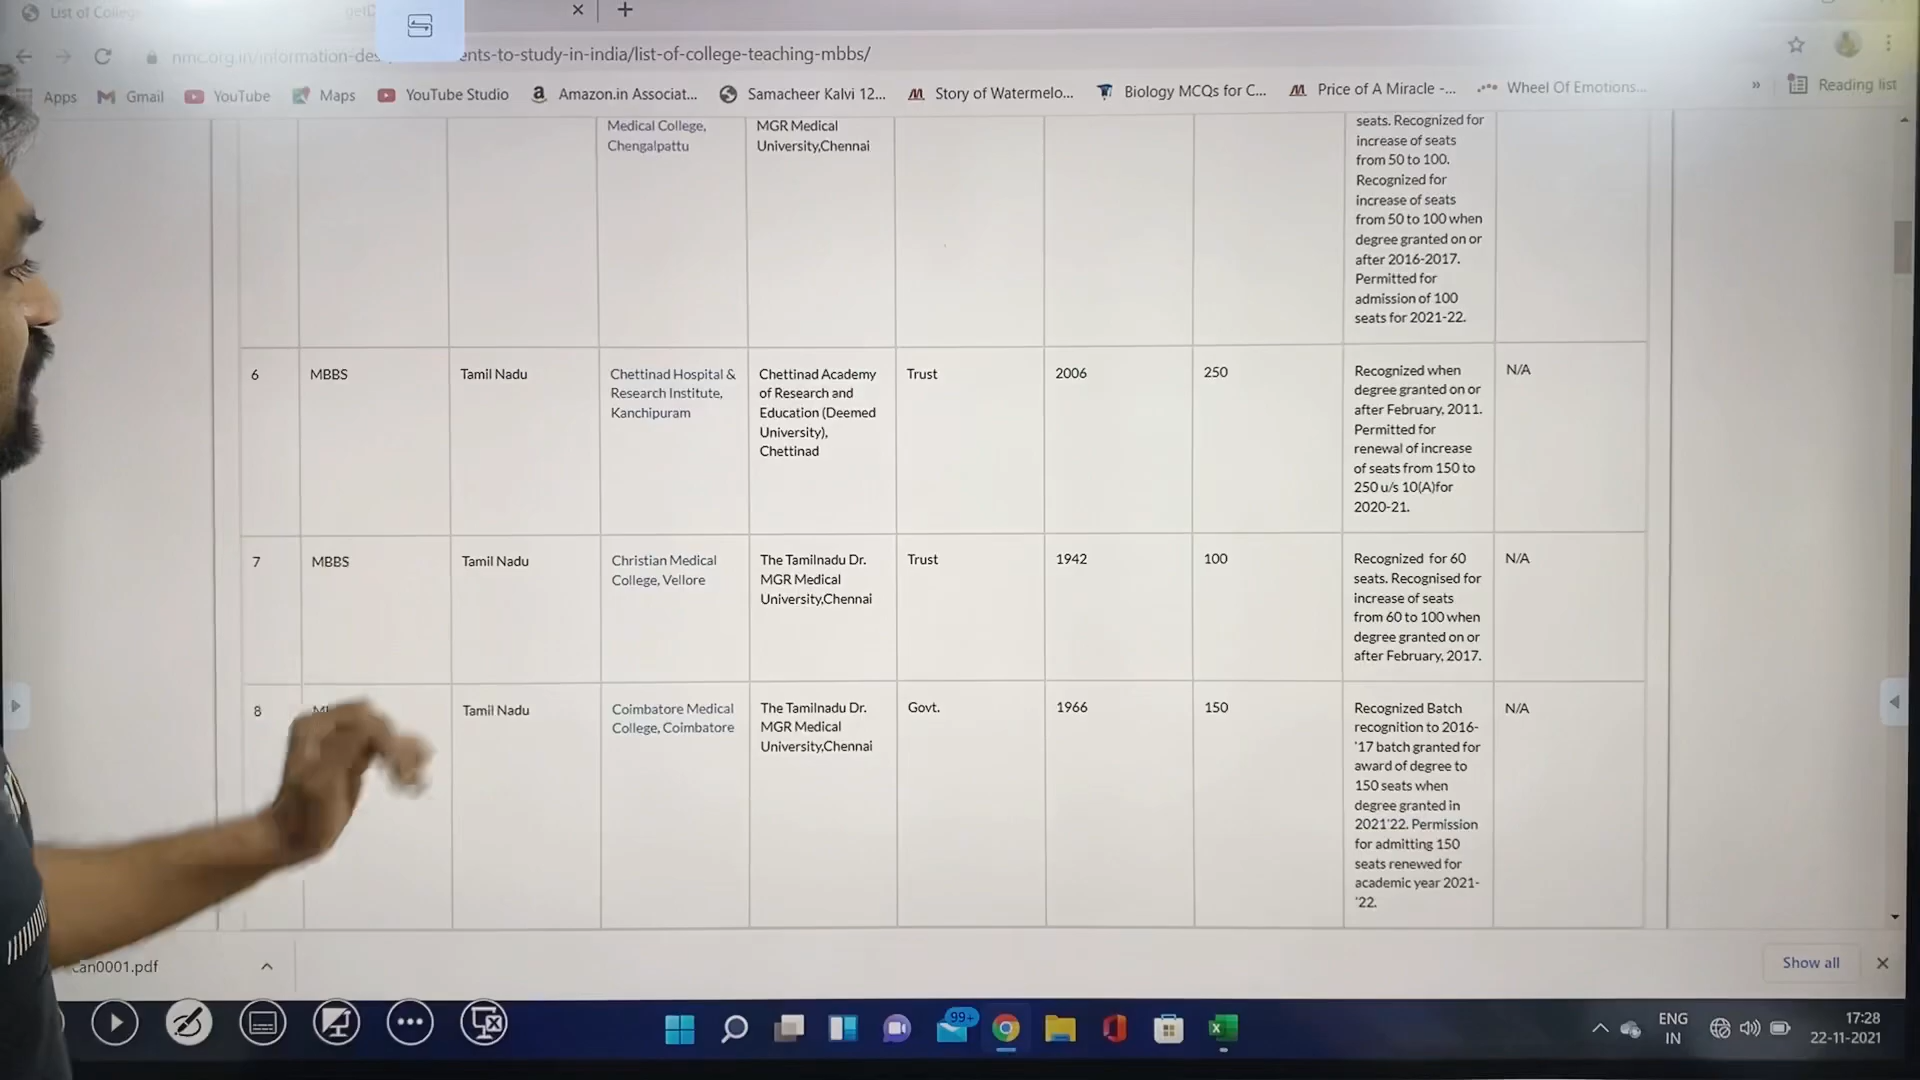 List of Colleg
nmc.org.in/information-des
ents-to-study-in-india/list-of-college-teaching-mbbs/
Apps
Gmail
YouTube
Maps
YouTube Studio
Amazon.in Associat...
Samacheer Kalvi 12...
Story of Watermelo...
Biology MCQs for C...
Price of A Miracle -...
Wheel Of Emotions...
»
Reading list
Medical College,
Chengalpattu
MGR Medical
University,Chennai
seats. Recognized for
increase of seats
from 50 to 100.
Recognized for
increase of seats
from 50 to 100 when
degree granted on or
after 2016-2017.
Permitted for
admission of 100
seats for 2021-22.
6
MBBS
Tamil Nadu
Chettinad Hospital &
Research Institute,
Kanchipuram
Chettinad Academy
of Research and
Education (Deemed
University),
Chettinad
Trust
2006
250
Recognized when
degree granted on or
after February, 2011.
Permitted for
renewal of increase
of seats from 150 to
250 u/s 10(A)for
2020-21.
N/A
7
MBBS
Tamil Nadu
Christian Medical
College, Vellore
The Tamilnadu Dr.
MGR Medical
University,Chennai
Trust
1942
100
Recognized for 60
seats. Recognised for
increase of seats
from 60 to 100 when
degree granted on or
after February, 2017.
N/A
8
Tamil Nadu
Coimbatore Medical
College, Coimbatore
The Tamilnadu Dr.
MGR Medical
University,Chennai
Govt.
1966
150
Recognized Batch
recognition to 2016-
'17 batch granted for
award of degree to
150 seats when
degree granted in
2021'22. Permission
for admitting 150
seats renewed for
academic year 2021-
'22.
N/A
can0001.pdf
Show all
99+
ENG
IN
17:28
22-11-2021